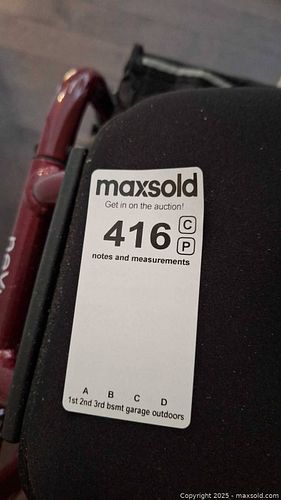 maxsold
Get in on the auction!
416 C
P
notes and measurements
A B C D
1st 2nd 3rd bsmt garage outdoors
Copyright 2025 - maxsold.com